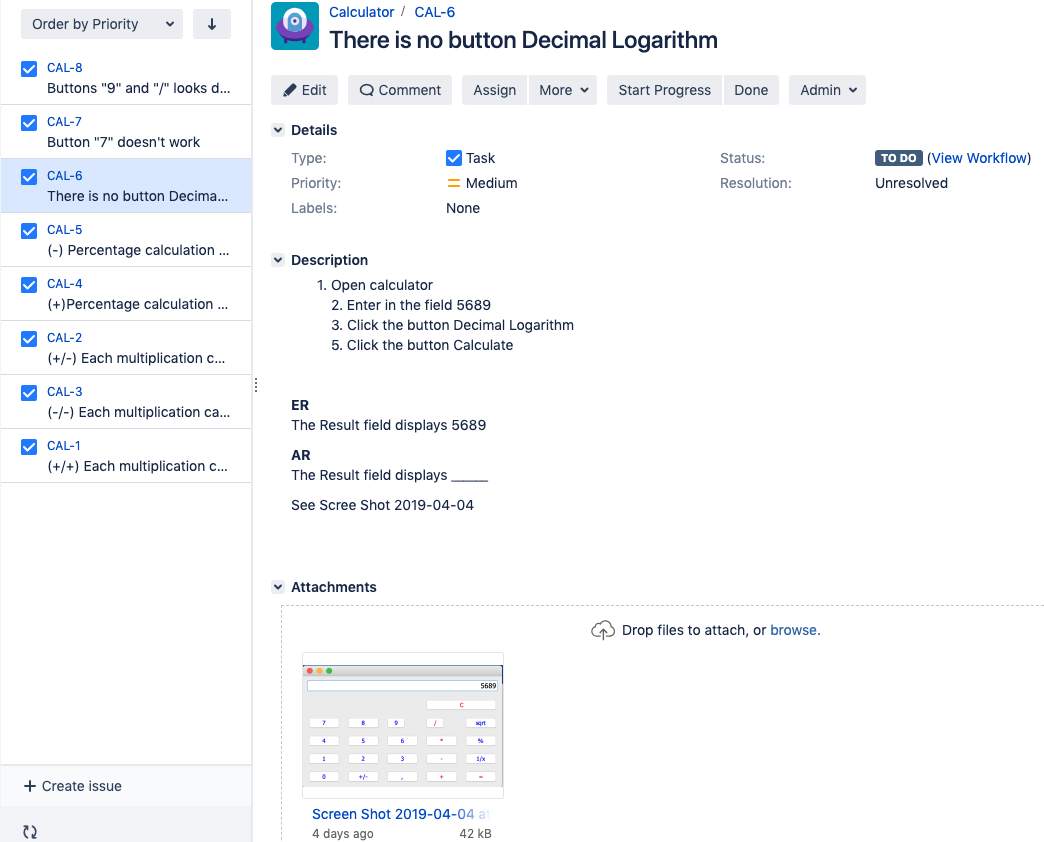 Order by Priority
CAL-8
Buttons "9" and "/" looks d...
CAL-7
Button "7" doesn't work
CAL-6
There is no button Decima...
CAL-5
(-) Percentage calculation ...
CAL-4
(+)Percentage calculation ...
CAL-2
(+/-) Each multiplication c...
CAL-3
(-/-) Each multiplication ca...
CAL-1
(+/+) Each multiplication c...
+ Create issue
Calculator / CAL-6
There is no button Decimal Logarithm
Edit Comment Assign More Start Progress Done Admin
Details
Type: Task Status: TO DO (View Workflow)
Priority: Medium Resolution: Unresolved
Labels: None
Description
1. Open calculator
2. Enter in the field 5689
3. Click the button Decimal Logarithm
5. Click the button Calculate
ER
The Result field displays 5689
AR
The Result field displays ______
See Scree Shot 2019-04-04
Attachments
Drop files to attach, or browse.
5689
C
7 8 9 / sqrt
4 5 6 * %
1 2 3 - 1/x
0 +/- , + =
Screen Shot 2019-04-04 at
4 days ago 42 kB